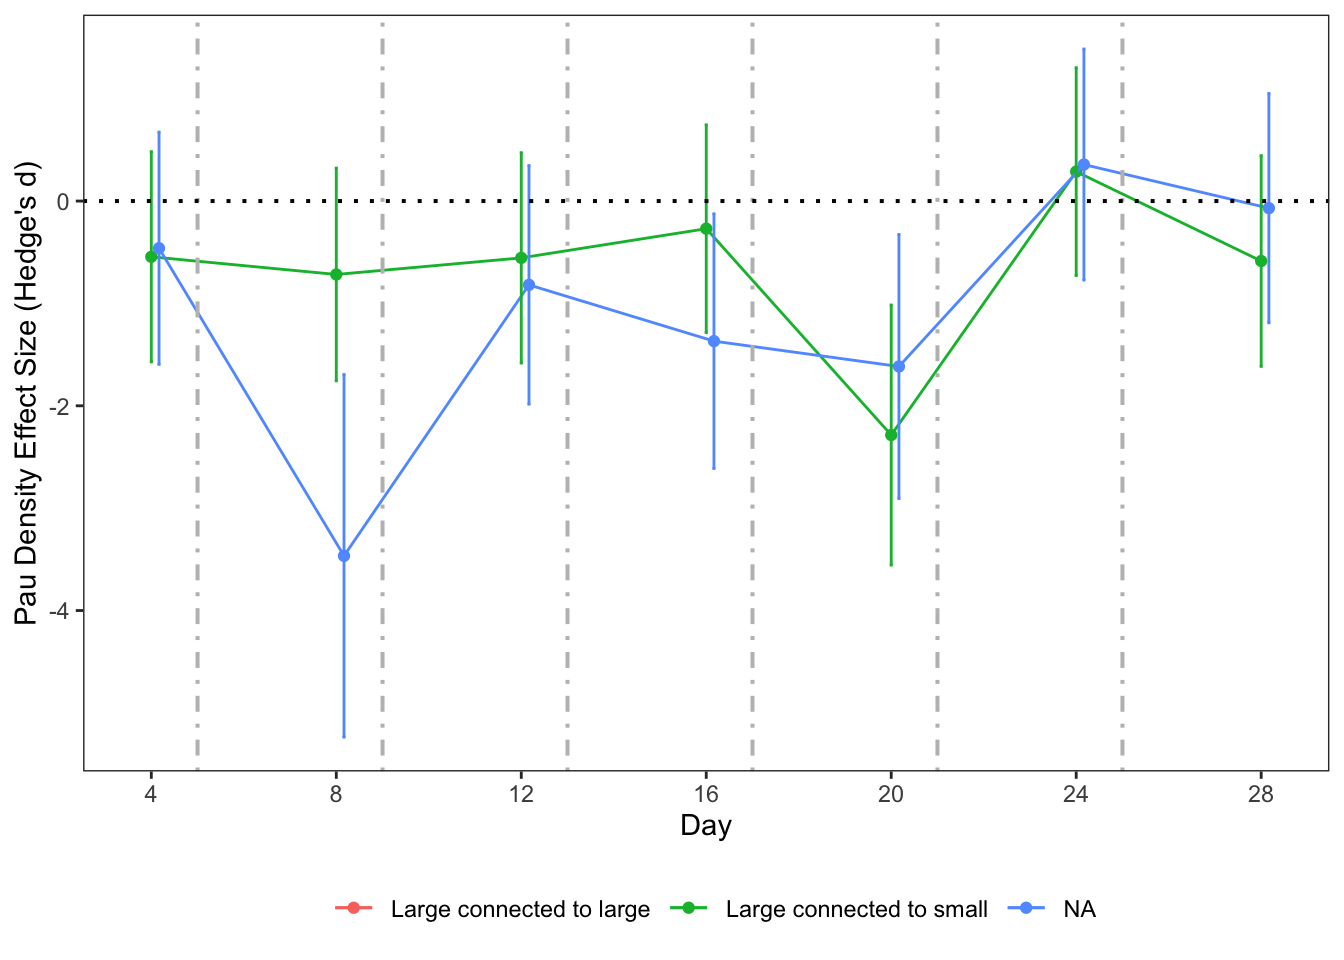 Pau Density Effect Size (Hedge's d)
0
-2
-4
4 8 12 16 20 24 28
Day
Large connected to large Large connected to small NA